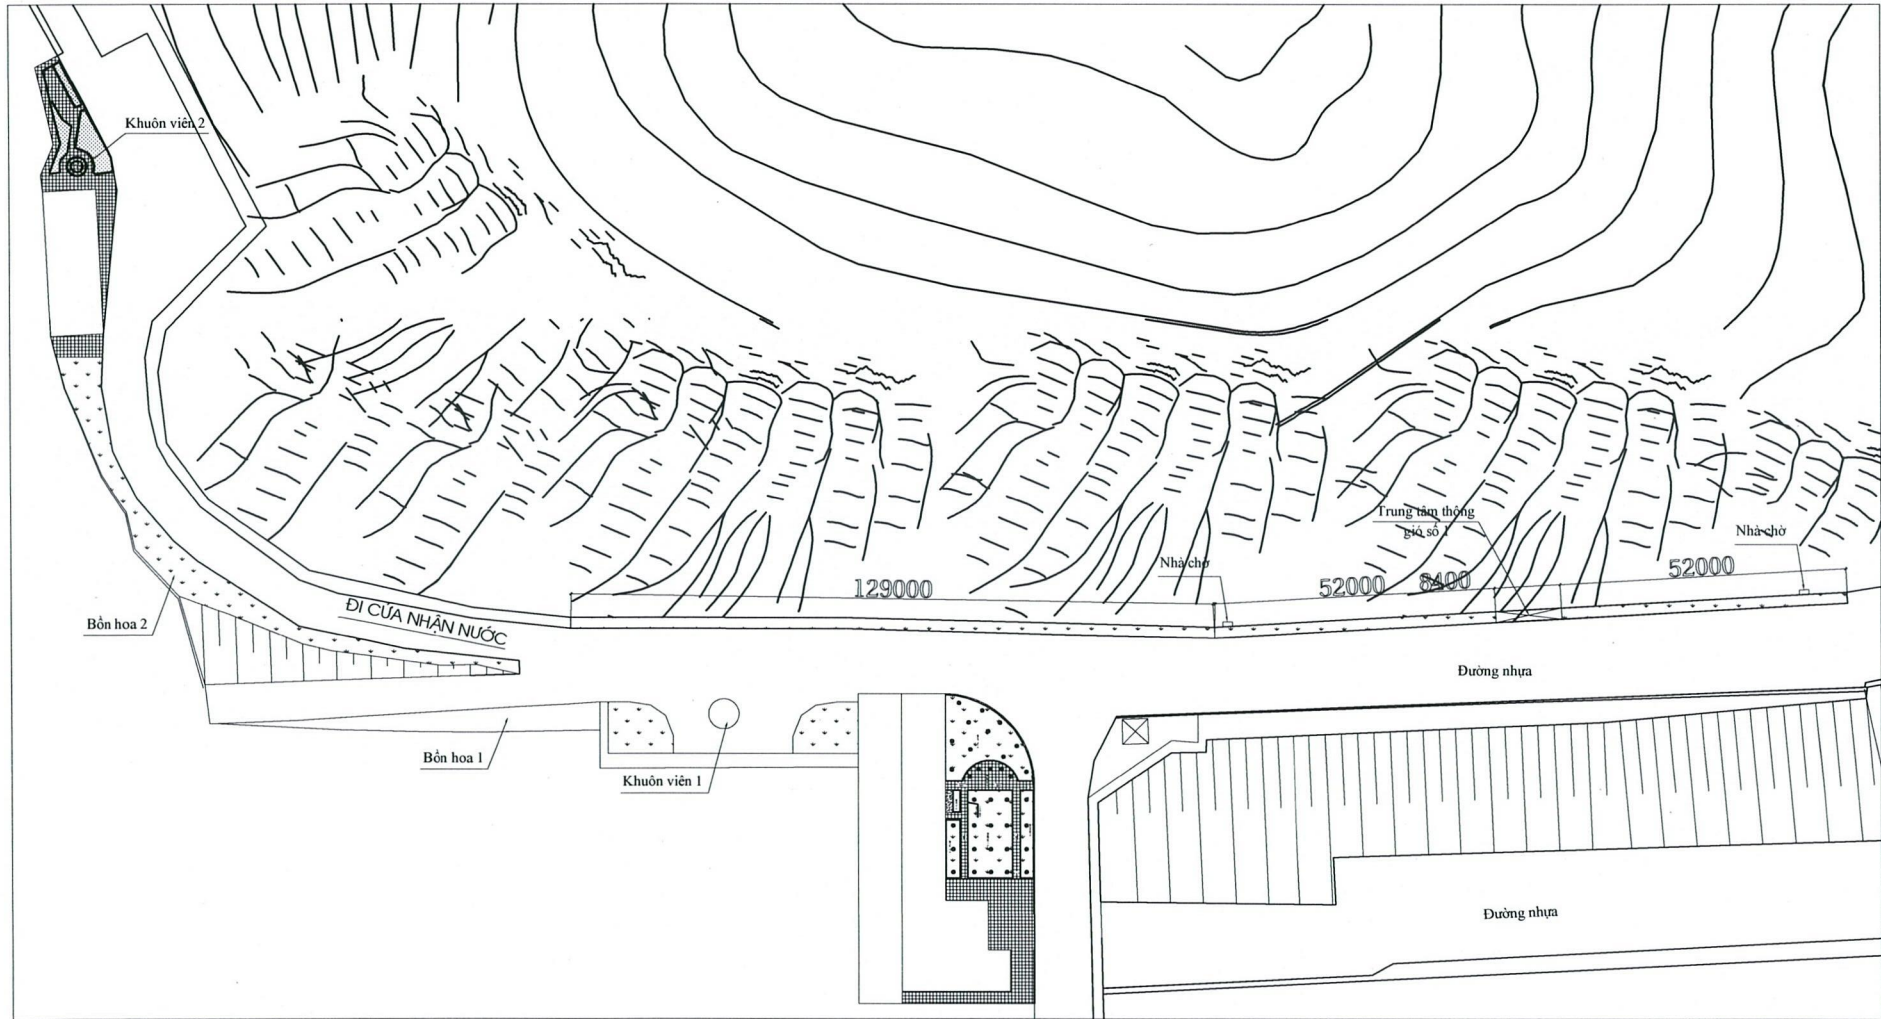 Khuôn viên 2
Trung tâm thông
gió số 1
Nhà chờ
Nhà chờ
52000
129000
52000
8400
ĐI CỬA NHẬN NƯỚC
Bồn hoa 2
Đường nhựa
Bồn hoa 1
Khuôn viên 1
Đường nhựa